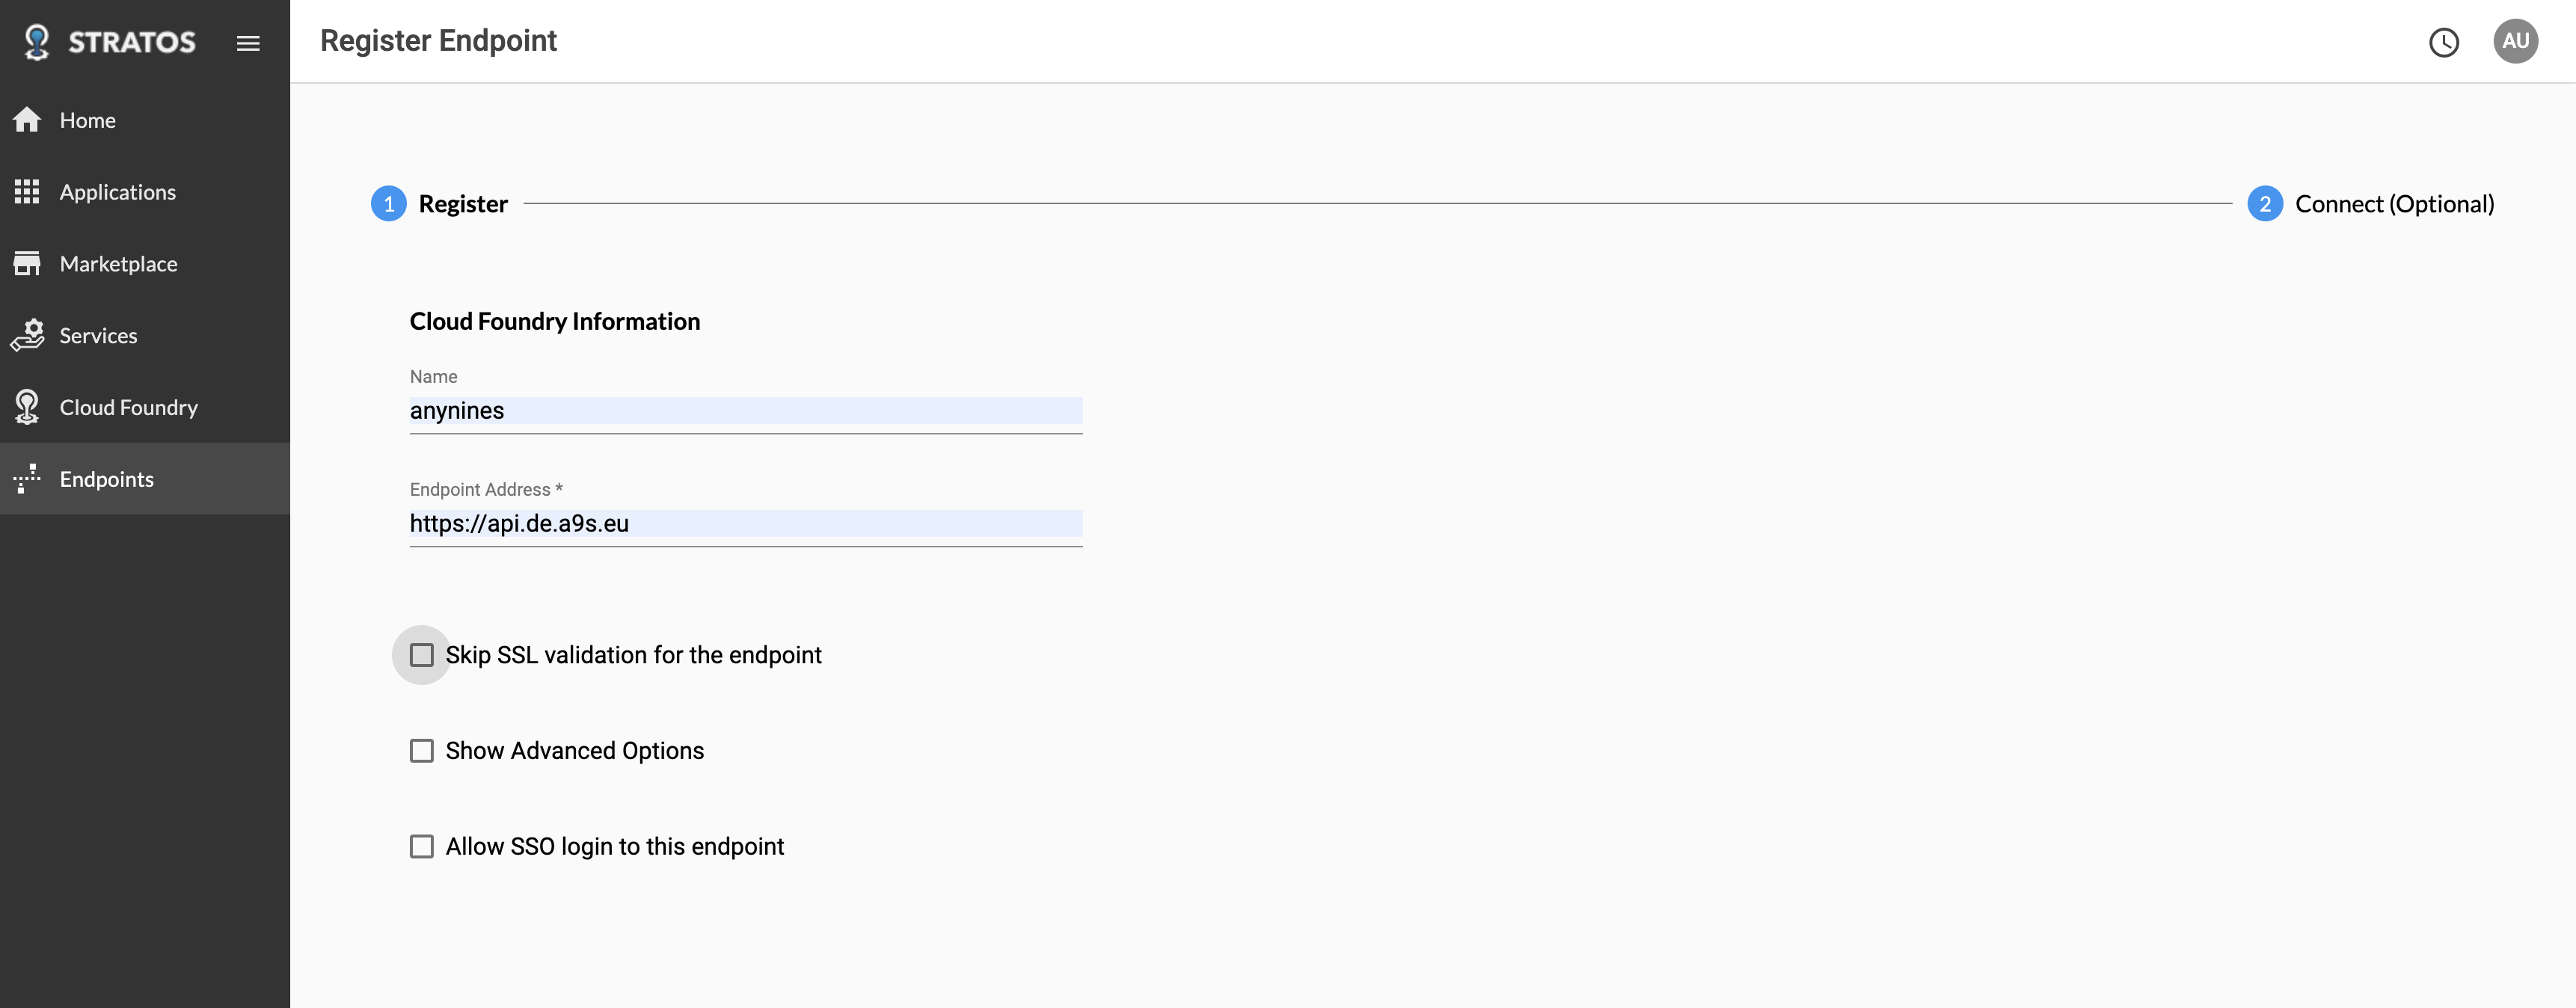 STRATOS
Register Endpoint
AU
Home
Applications
Marketplace
Services
Cloud Foundry
Endpoints
1 Register
2 Connect (Optional)
Cloud Foundry Information
Name
anynines
Endpoint Address *
https://api.de.a9s.eu
Skip SSL validation for the endpoint
Show Advanced Options
Allow SSO login to this endpoint